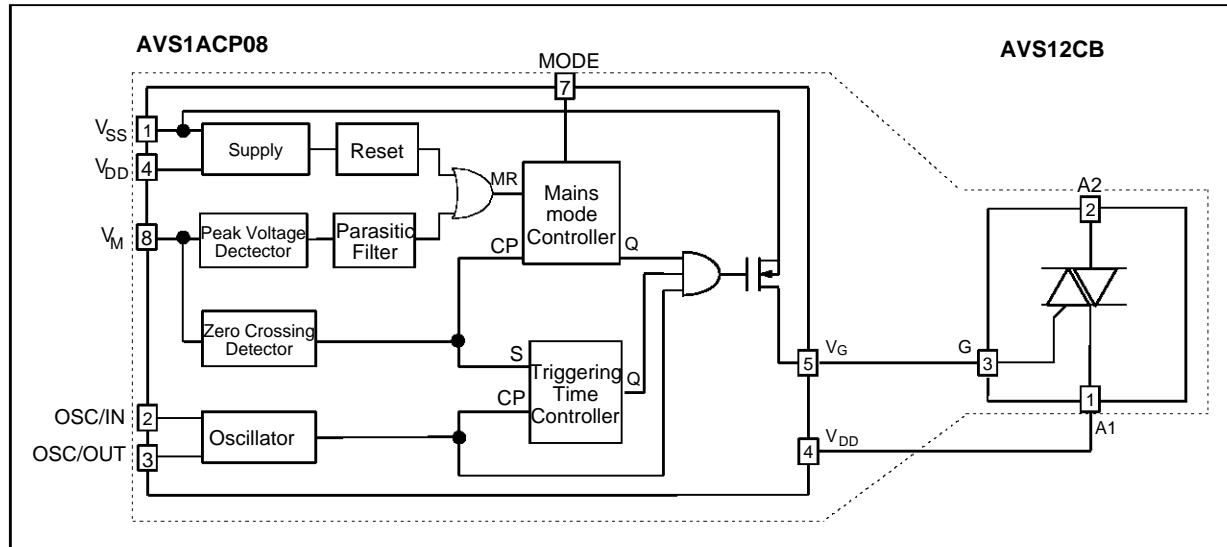 AVS1ACP08
AVS12CB
MODE
7
VSS
1
Supply
Reset
VDD
4
MR
Mains
mode
Controller
A2
2
VM
8
Peak Voltage
Dectector
Parasitic
Filter
CP
Q
Zero Crossing
Detector
S
Triggering
Time
Controller
Q
CP
VG
5
G
3
1
A1
OSC/IN
2
Oscillator
OSC/OUT
3
VDD
4